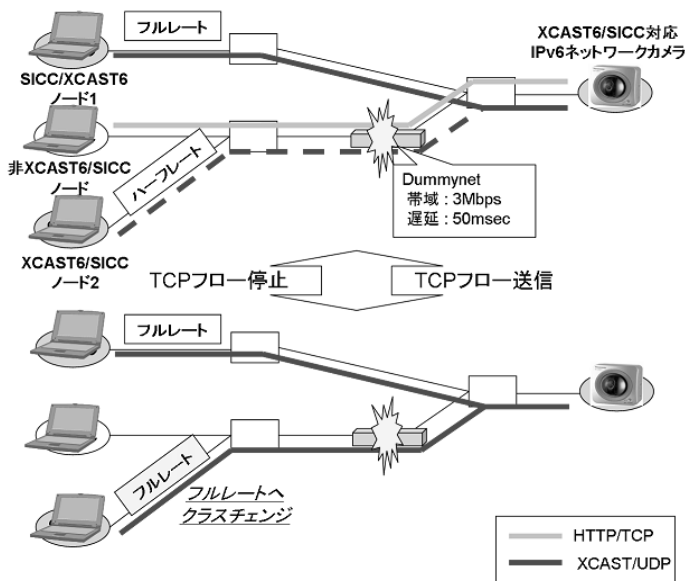 フルレート
XCAST6/SICC対応
IPv6ネットワークカメラ
SICC/XCAST6
ノード1
非XCAST6/SICC
ノード
ハーフレート
Dummynet
帯域：3Mbps
遅延：50msec
XCAST6/SICC
ノード2
TCPフロー停止
TCPフロー送信
フルレート
フルレート
フルレートへ
クラスチェンジ
HTTP/TCP
XCAST/UDP